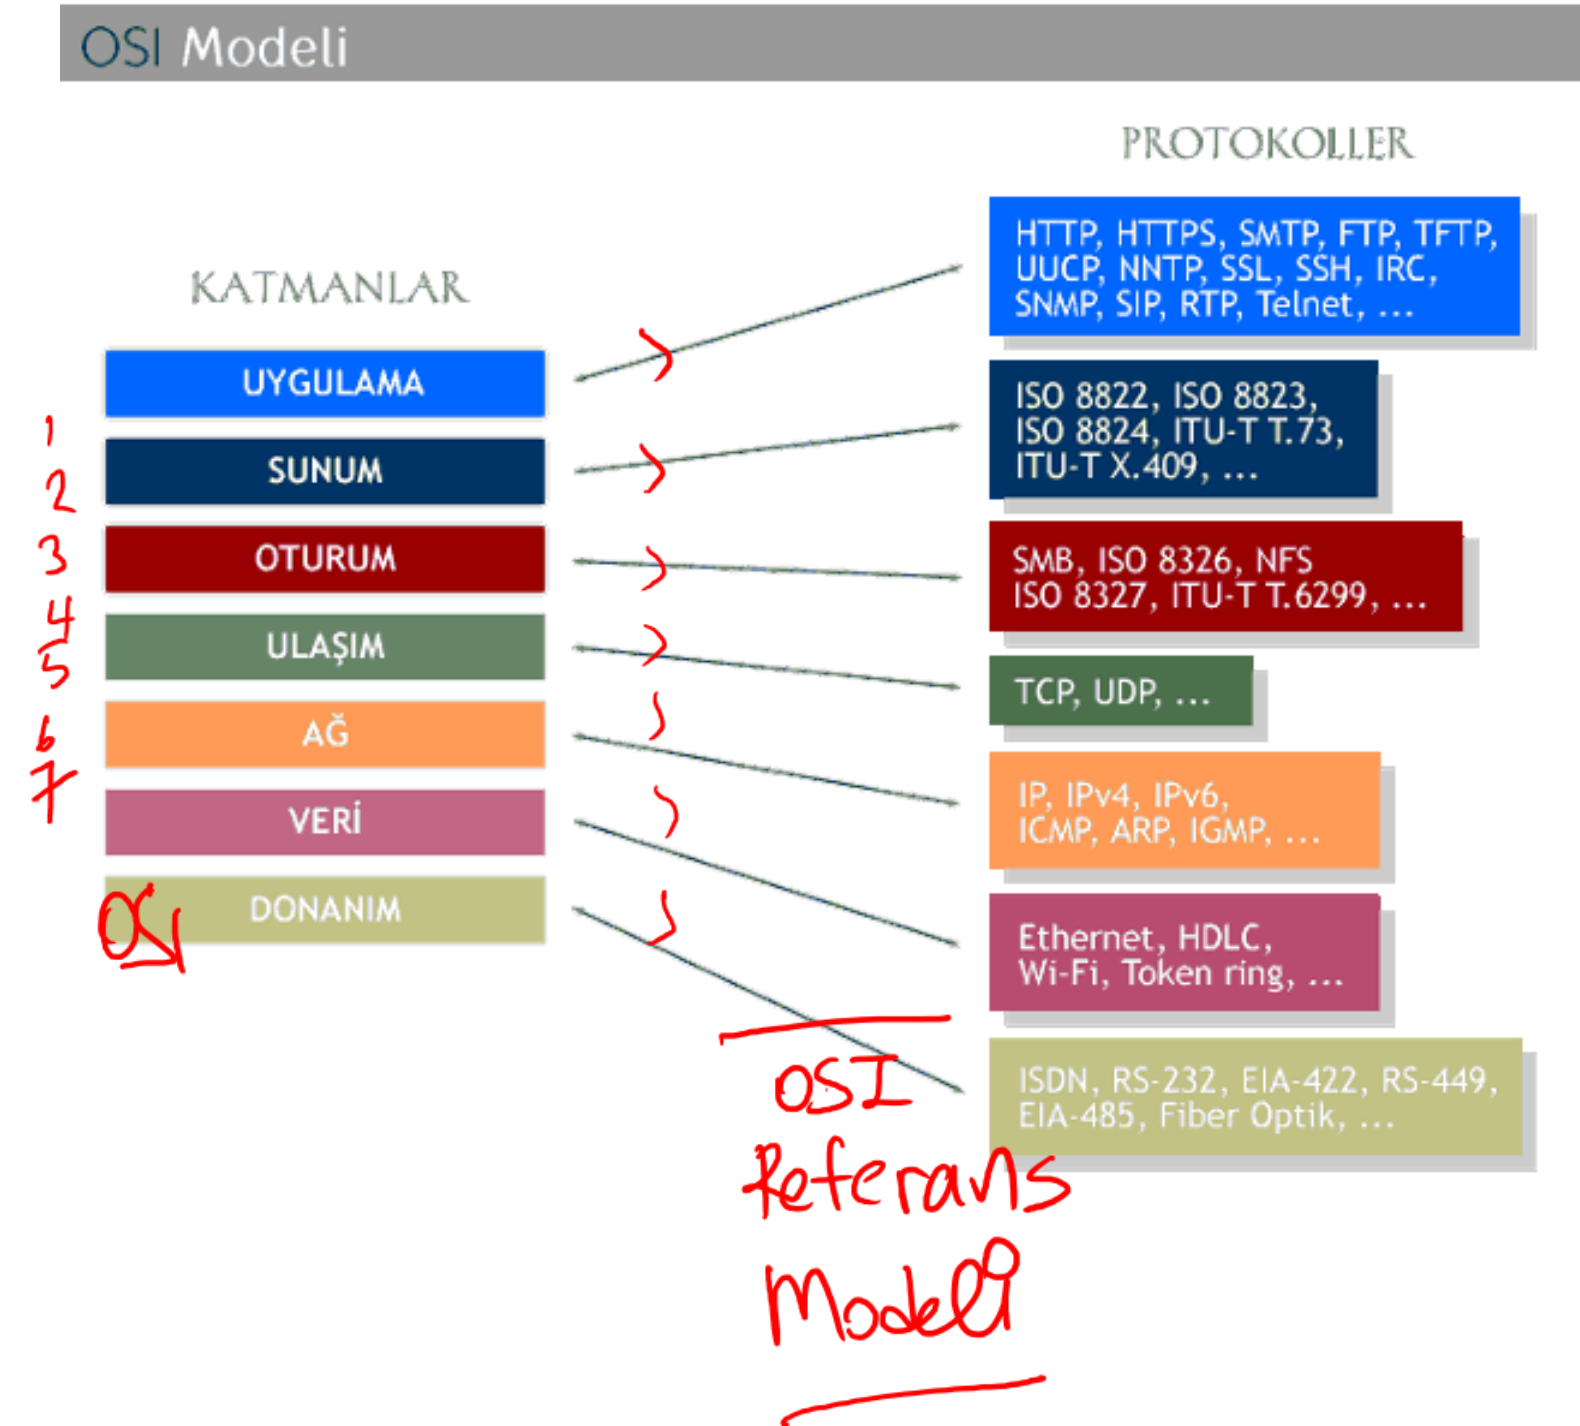 OSI Modeli
PROTOKOLLER
KATMANLAR
HTTP, HTTPS, SMTP, FTP, TFTP,
UUCP, NNTP, SSL, SSH, IRC,
SNMP, SIP, RTP, Telnet, ...
UYGULAMA
1
SUNUM
2
ISO 8822, ISO 8823,
ISO 8824, ITU-T T.73,
ITU-T X.409, ...
3
OTURUM
SMB, ISO 8326, NFS
ISO 8327, ITU-T T.6299, ...
4
ULAŞIM
5
TCP, UDP, ...
6
AĞ
IP, IPv4, IPv6,
ICMP, ARP, IGMP, ...
7
VERİ
Ethernet, HDLC,
Wi-Fi, Token ring, ...
OSI
DONANIM
ISDN, RS-232, EIA-422, RS-449,
EIA-485, Fiber Optik, ...
OSI
Referans
Modeli